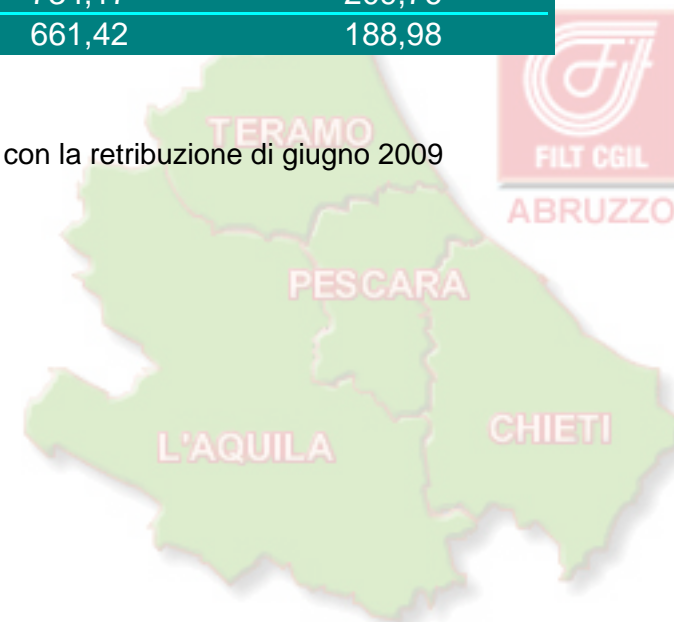 661,42 188,98
TERAMO
con la retribuzione di giugno 2009
FILT CGIL
ABRUZZO
PESCARA
CHIETI
L'AQUILA